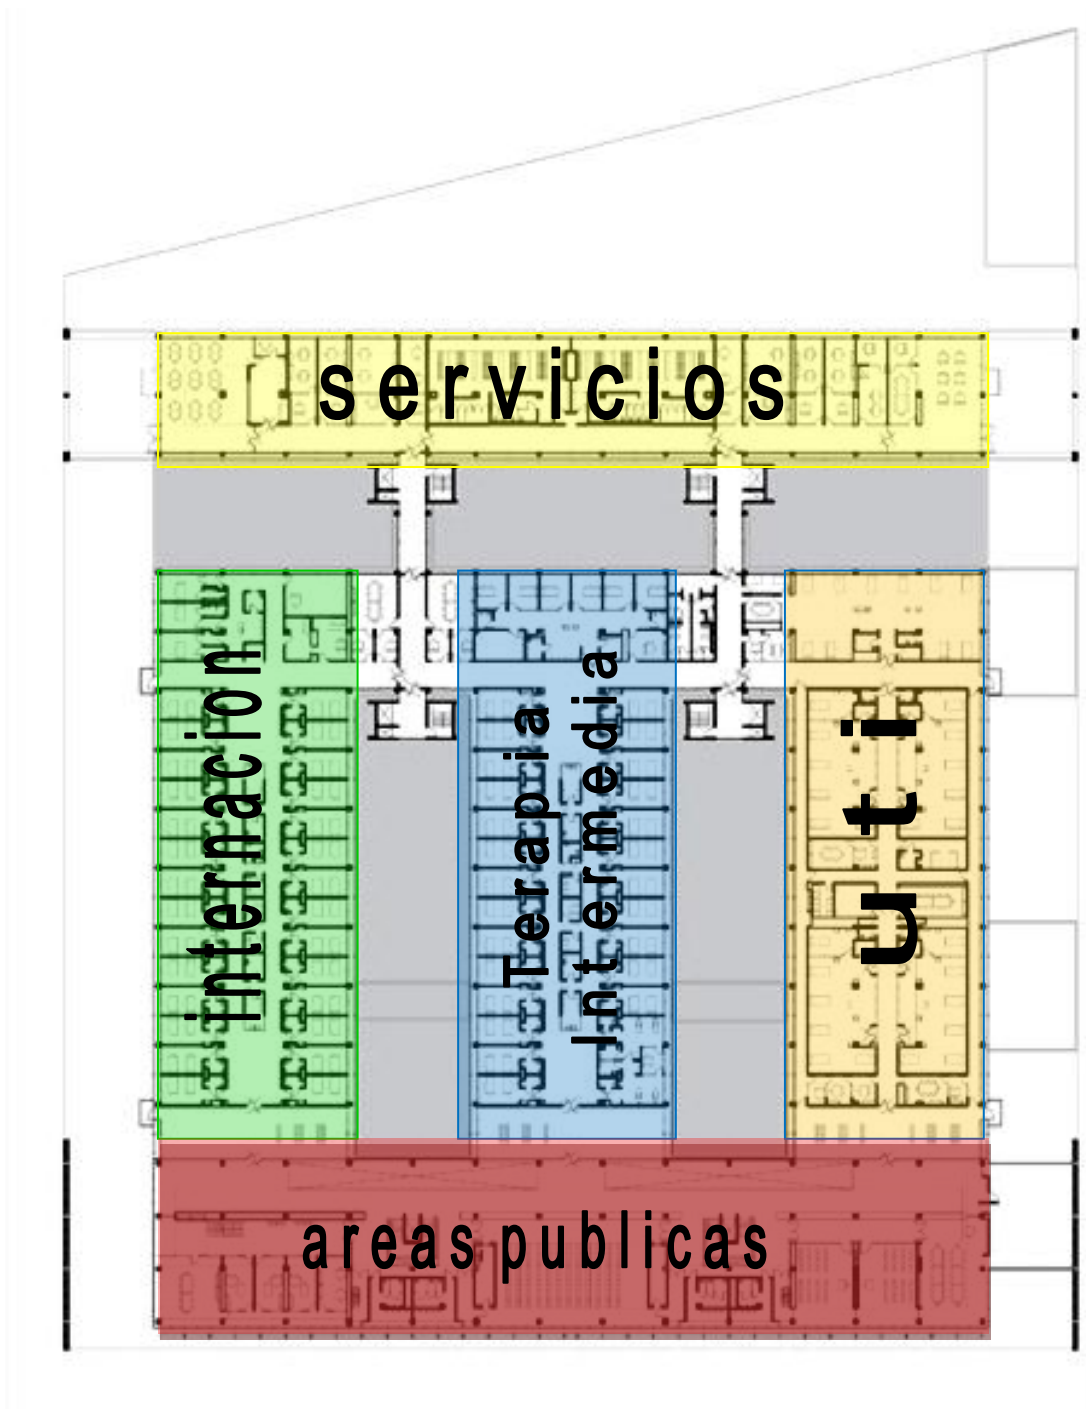 servicios
internacion
Terapia
Intermedia
uti
areas publicas